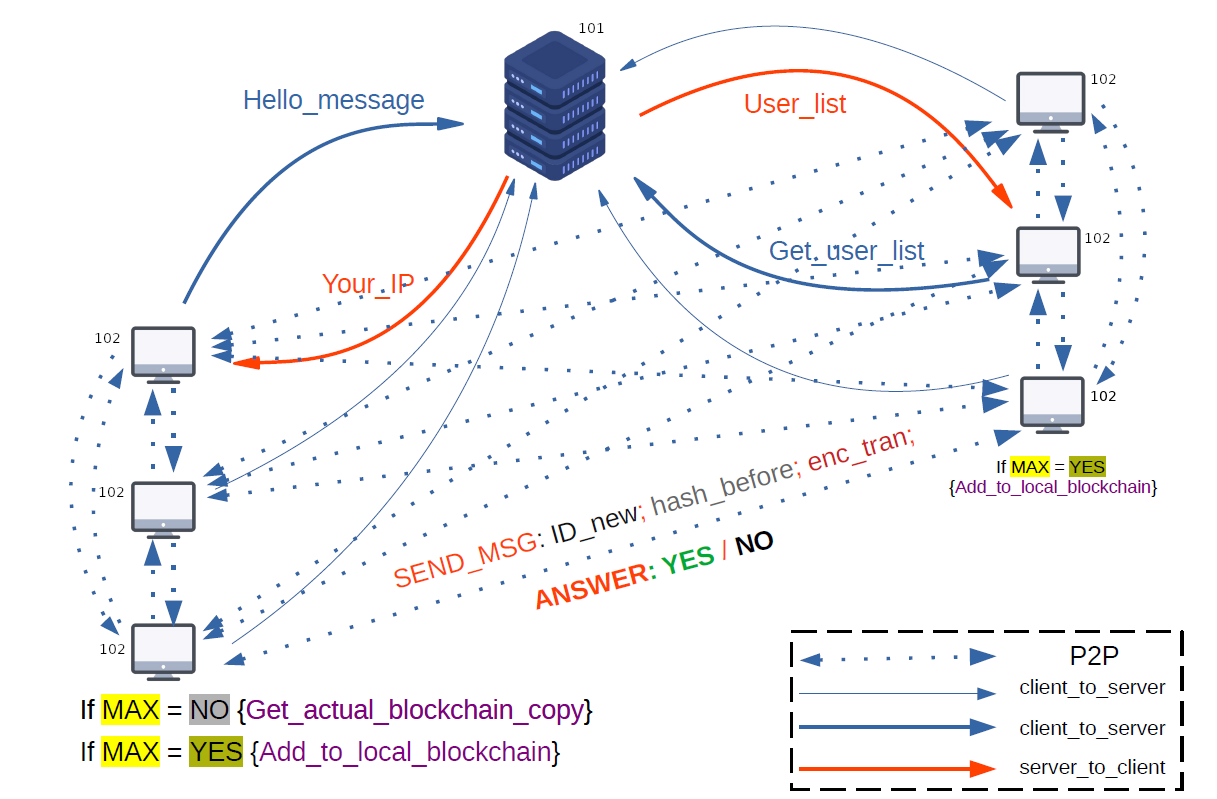 101
Hello_message
User_list
102
Get_user_list
102
Your_IP
102
102
SEND_MSG: ID_new; hash_before; enc_tran;
ANSWER: YES / NO
If MAX = YES
{Add_to_local_blockchain}
102
102
If MAX = NO {Get_actual_blockchain_copy}
If MAX = YES {Add_to_local_blockchain}
P2P
client_to_server
client_to_server
server_to_client